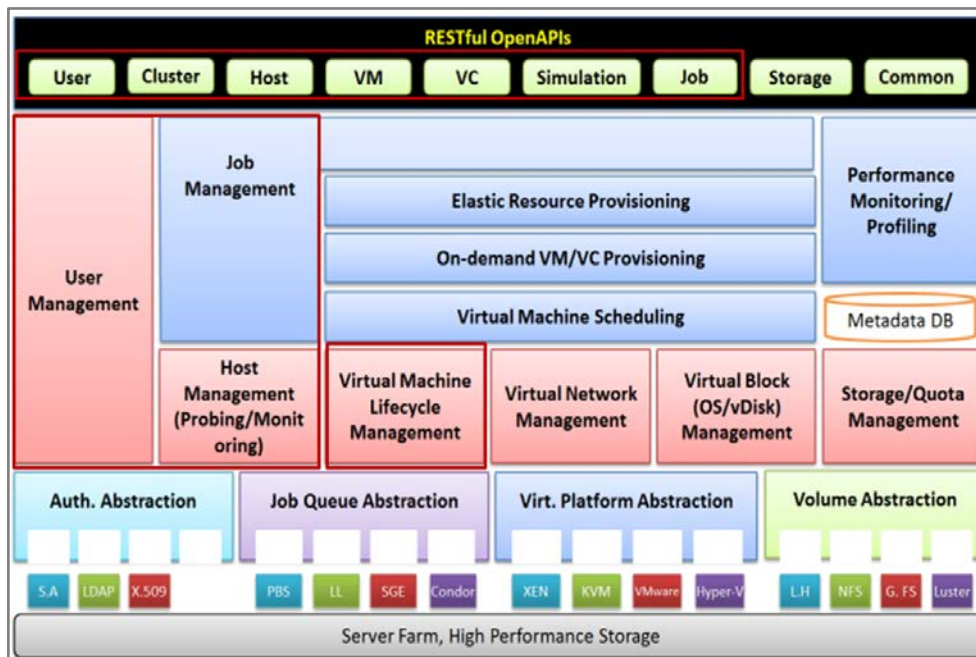 RESTful OpenAPIs
User
Cluster
Host
VM
VC
Simulation
Job
Storage
Common
User
Management
Job
Management
Elastic Resource Provisioning
On-demand VM/VC Provisioning
Virtual Machine Scheduling
Performance
Monitoring/
Profiling
Metadata DB
Host
Management
(Probing/Monit
oring)
Virtual Machine
Lifecycle
Management
Virtual Network
Management
Virtual Block
(OS/vDisk)
Management
Storage/Quota
Management
Auth. Abstraction
Job Queue Abstraction
Virt. Platform Abstraction
Volume Abstraction
S.A
LDAP
X.509
PBS
LL
SGE
Condor
XEN
KVM
VMware
Hyper-V
L.H
NFS
G. FS
Luster
Server Farm, High Performance Storage